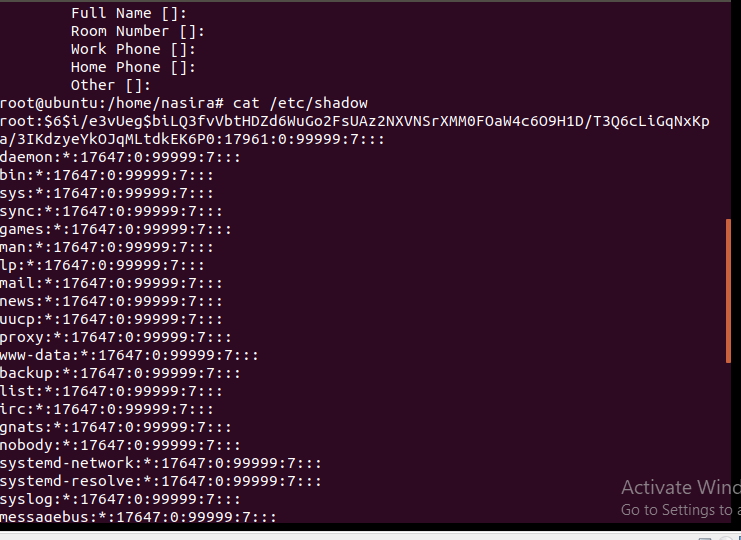 Full Name []:
Room Number []:
Work Phone []:
Home Phone []:
Other []:
root@ubuntu:/home/nasira# cat /etc/shadow
root:$6$i/e3vUeg$biLQ3fvVbtHDZd6WuGo2FsUAz2NXVNSrXMM0FOaW4c6O9H1D/T3Q6cLiGqNxKp
a/3IKdzyeYkOJqMLtdkEK6P0:17961:0:99999:7:::
daemon:*:17647:0:99999:7:::
bin:*:17647:0:99999:7:::
sys:*:17647:0:99999:7:::
sync:*:17647:0:99999:7:::
games:*:17647:0:99999:7:::
man:*:17647:0:99999:7:::
lp:*:17647:0:99999:7:::
mail:*:17647:0:99999:7:::
news:*:17647:0:99999:7:::
uucp:*:17647:0:99999:7:::
proxy:*:17647:0:99999:7:::
www-data:*:17647:0:99999:7:::
backup:*:17647:0:99999:7:::
list:*:17647:0:99999:7:::
irc:*:17647:0:99999:7:::
gnats:*:17647:0:99999:7:::
nobody:*:17647:0:99999:7:::
systemd-network:*:17647:0:99999:7:::
systemd-resolve:*:17647:0:99999:7:::
syslog:*:17647:0:99999:7:::
messagebus:*:17647:0:99999:7:::
Activate Wind
Go to Settings to a